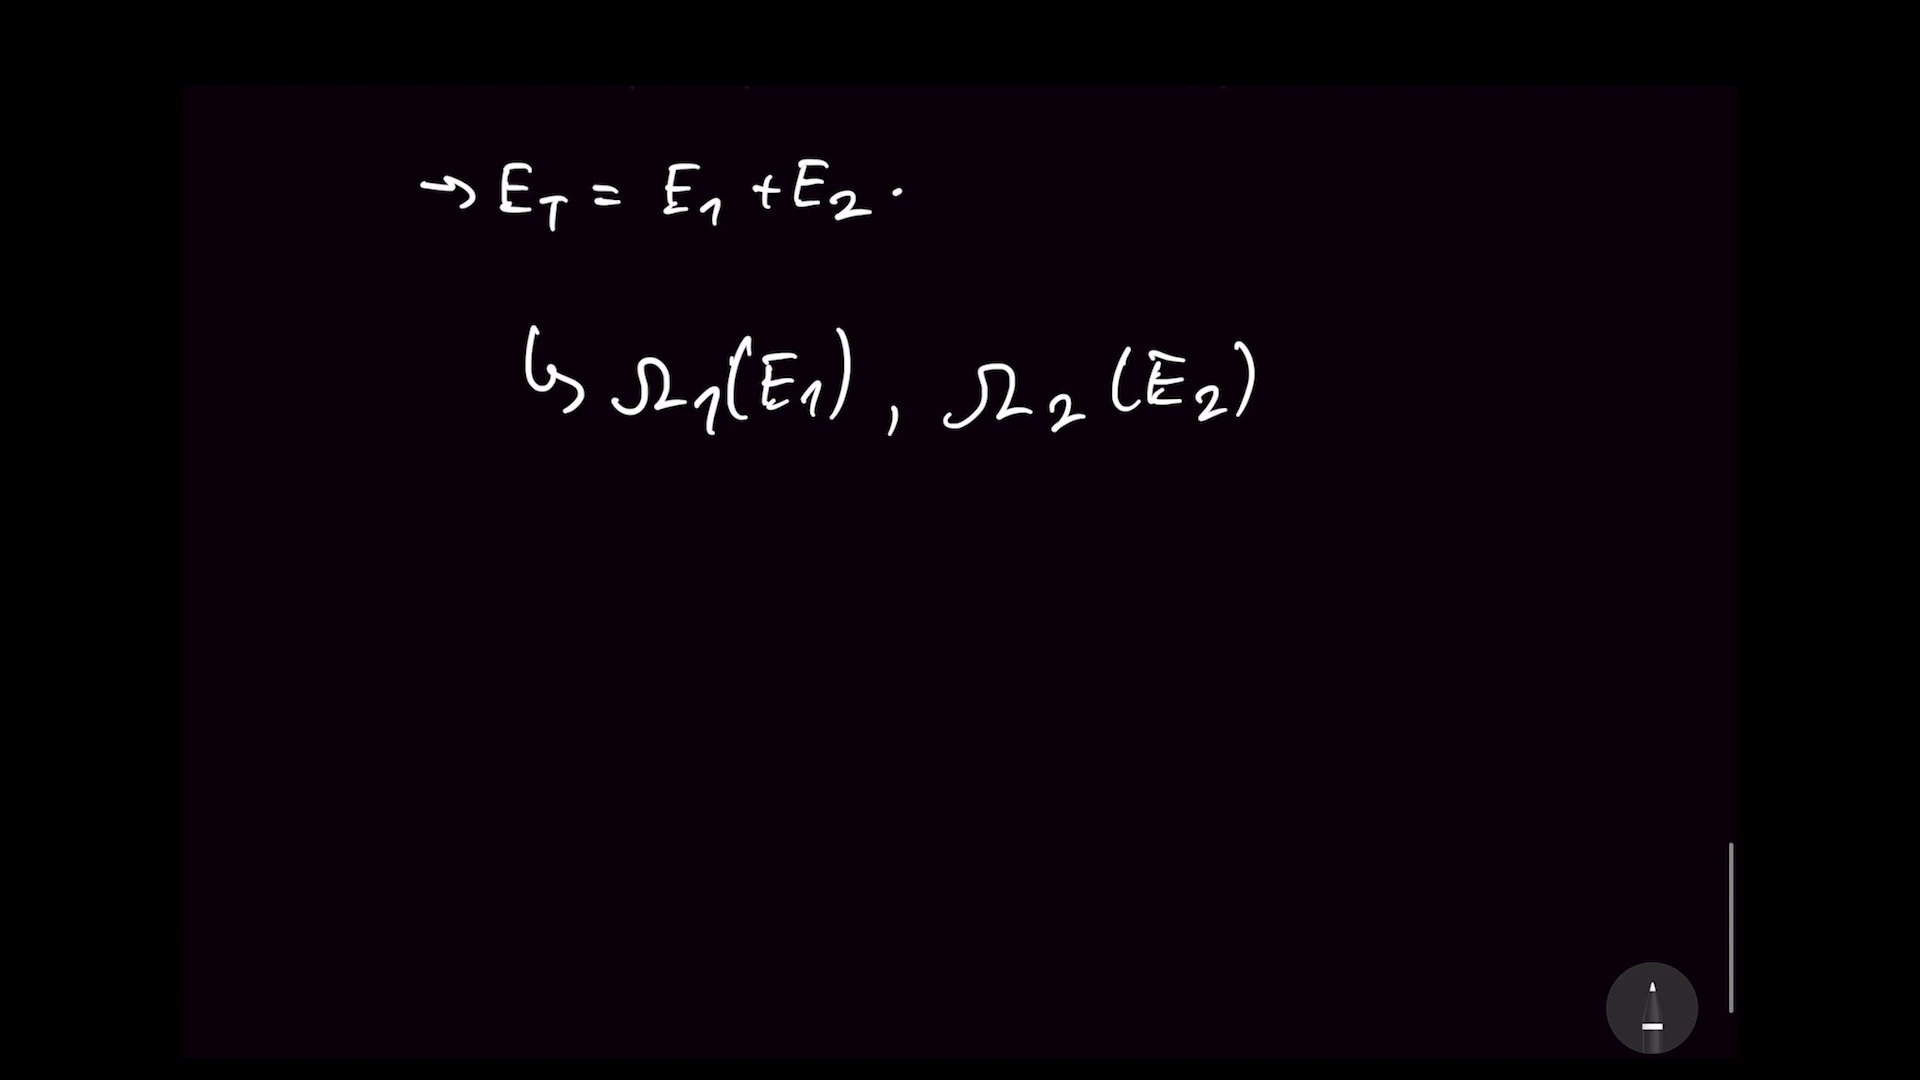 → E_T = E_1 + E_2 .
↳ Ω_1(E_1) , Ω_2(E_2)